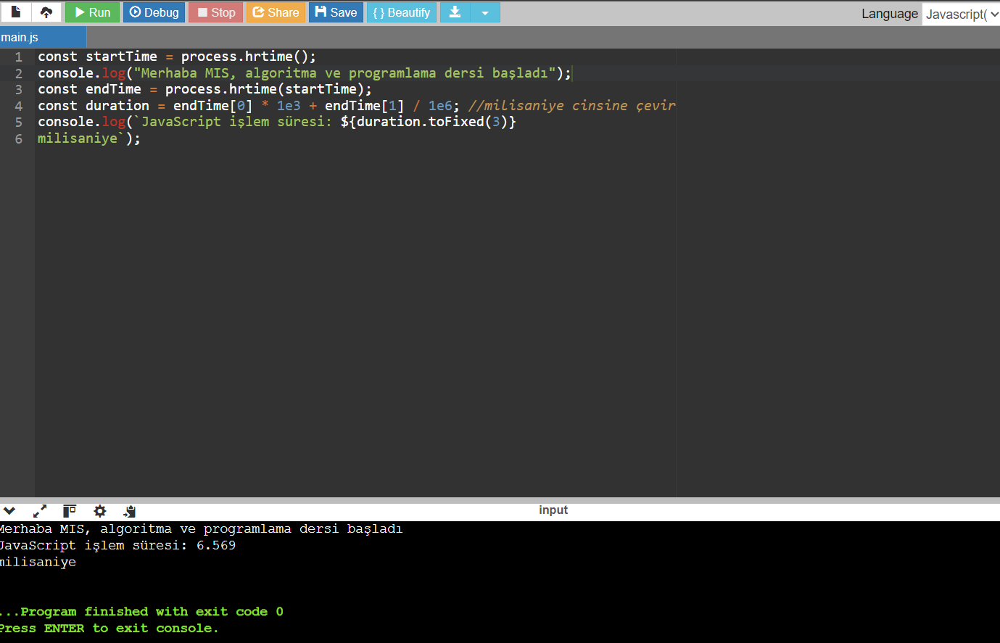 Run Debug Stop Share Save { } Beautify Language Javascript(
main.js
1 const startTime = process.hrtime();
2 console.log("Merhaba MIS, algoritma ve programlama dersi başladı");
3 const endTime = process.hrtime(startTime);
4 const duration = endTime[0] * 1e3 + endTime[1] / 1e6; //milisaniye cinsine çevir
5 console.log(`JavaScript işlem süresi: ${duration.toFixed(3)}
6 milisaniye`);
input
Merhaba MIS, algoritma ve programlama dersi başladı
JavaScript işlem süresi: 6.569
milisaniye
...Program finished with exit code 0
Press ENTER to exit console.